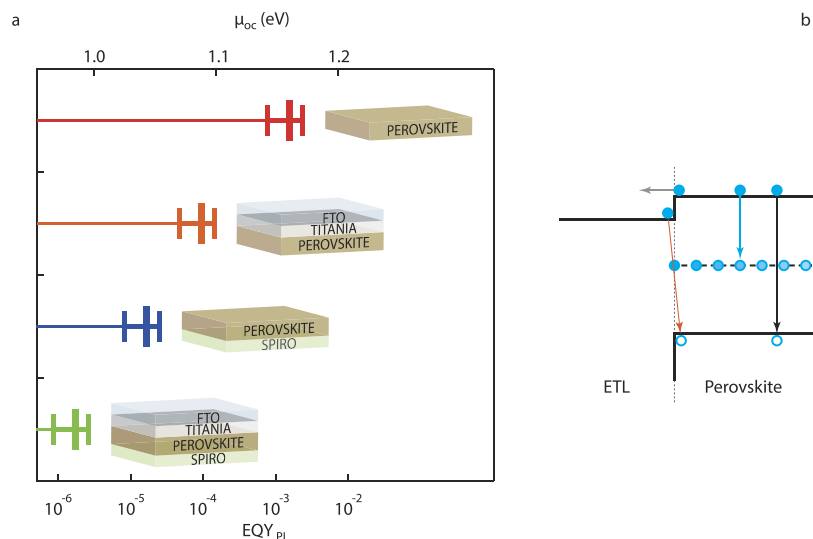 a
b
μoc (eV)
1.0 1.1 1.2
PEROVSKITE
FTO
TITANIA
PEROVSKITE
PEROVSKITE
SPIRO
FTO
TITANIA
PEROVSKITE
SPIRO
ETL Perovskite
10⁻⁶ 10⁻⁵ 10⁻⁴ 10⁻³ 10⁻²
EQY PL